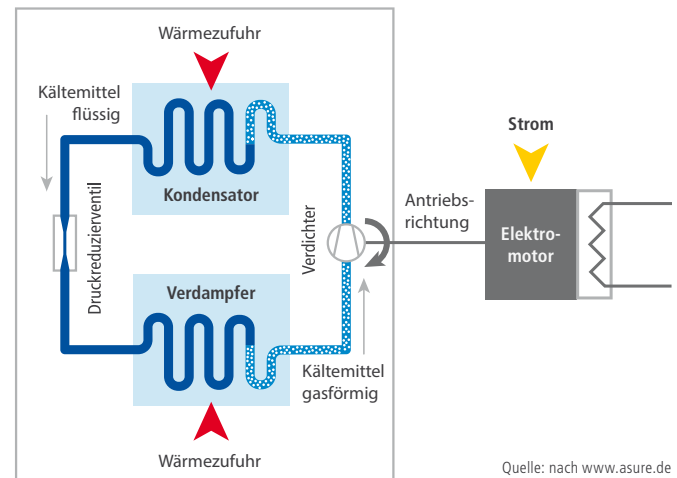 Wärmezufuhr
Kältemittel
flüssig
Kondensator
Druckreduzierventil
Verdichter
Verdampfer
Wärmezufuhr
Kältemittel
gasförmig
Antriebs-
richtung
Strom
Elektro-
motor
Quelle: nach www.asure.de